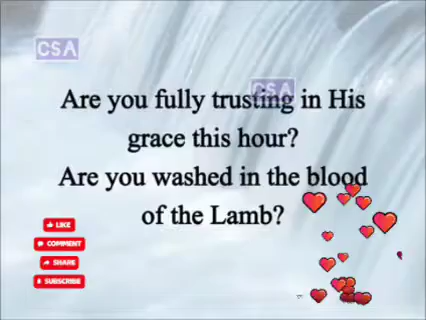 CSA
CSA
Are you fully trusting in His
grace this hour?
Are you washed in the blood
of the Lamb?
LIKE
COMMENT
SHARE
SUBSCRIBE